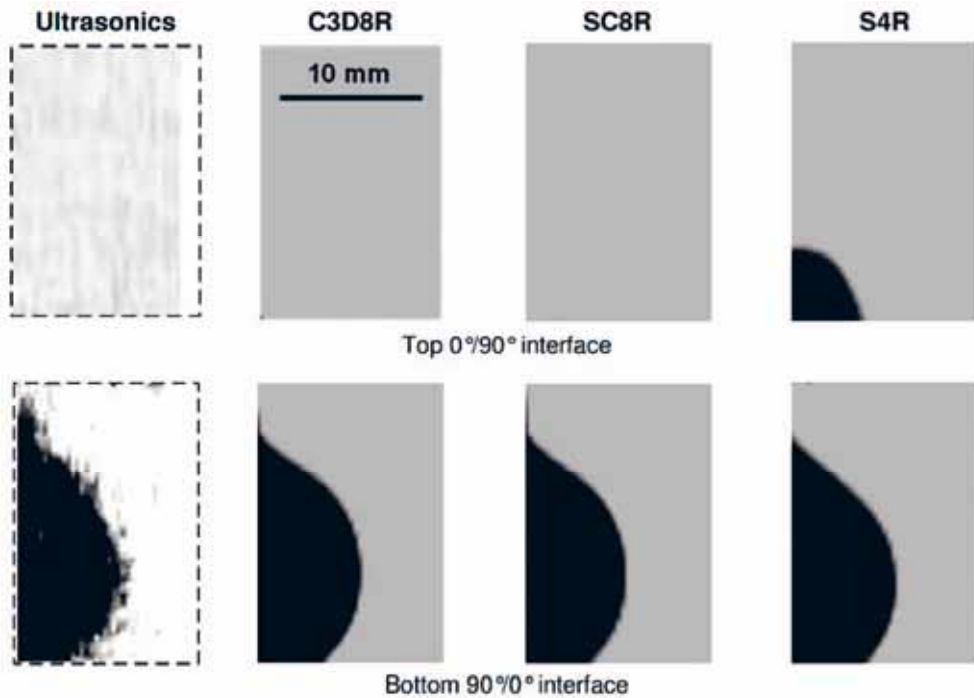 Ultrasonics C3D8R SC8R S4R
10 mm
Top 0°/90° interface
Bottom 90°/0° interface